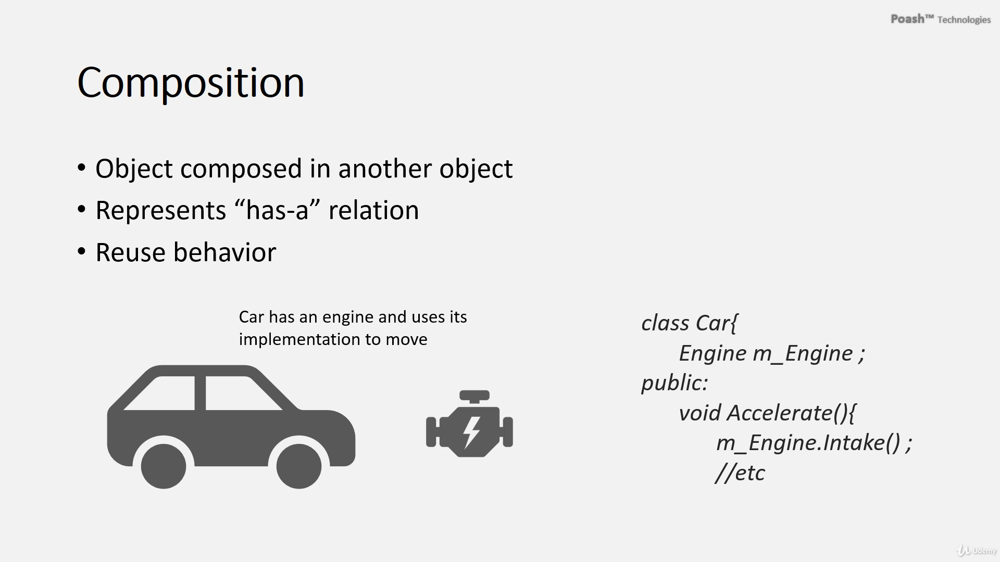 Poash™ Technologies
Composition
• Object composed in another object
• Represents “has-a” relation
• Reuse behavior
Car has an engine and uses its
implementation to move
class Car{
Engine m_Engine ;
public:
void Accelerate(){
m_Engine.Intake() ;
//etc
Udemy